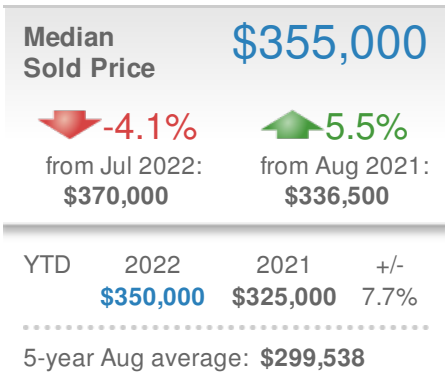 Median $355,000
Sold Price
-4.1% 5.5%
from Jul 2022: from Aug 2021:
$370,000 $336,500
YTD 2022 2021 +/-
$350,000 $325,000 7.7%
5-year Aug average: $299,538